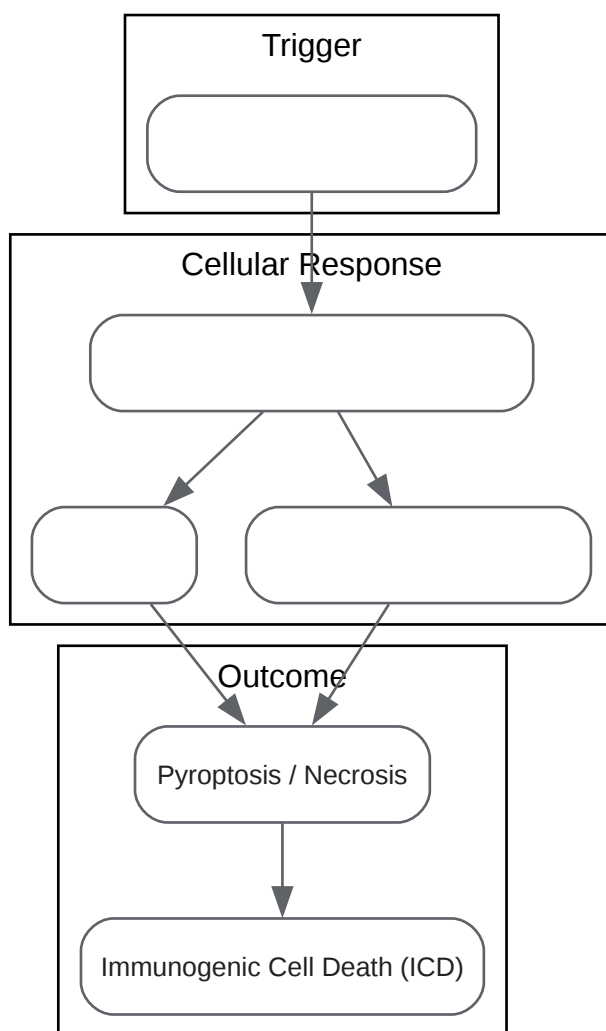 Trigger
Cellular Response
Outcome
Pyroptosis / Necrosis
Immunogenic Cell Death (ICD)